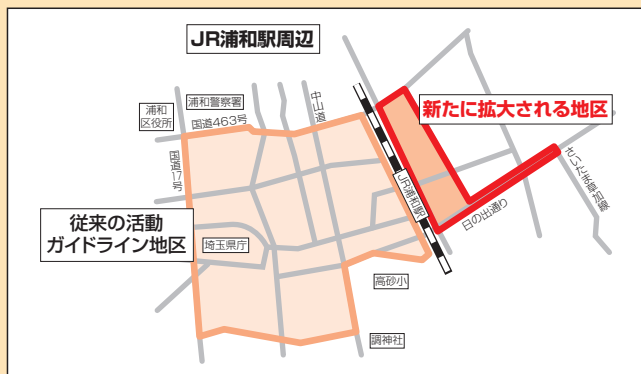 JR浦和駅周辺
浦和警察署
浦和
区役所
国道463号
中山道
新たに拡大される地区
国道17号
JR浦和駅
さいたま草加線
日の出通り
従来の活動
ガイドライン地区
埼玉県庁
高砂小
調神社